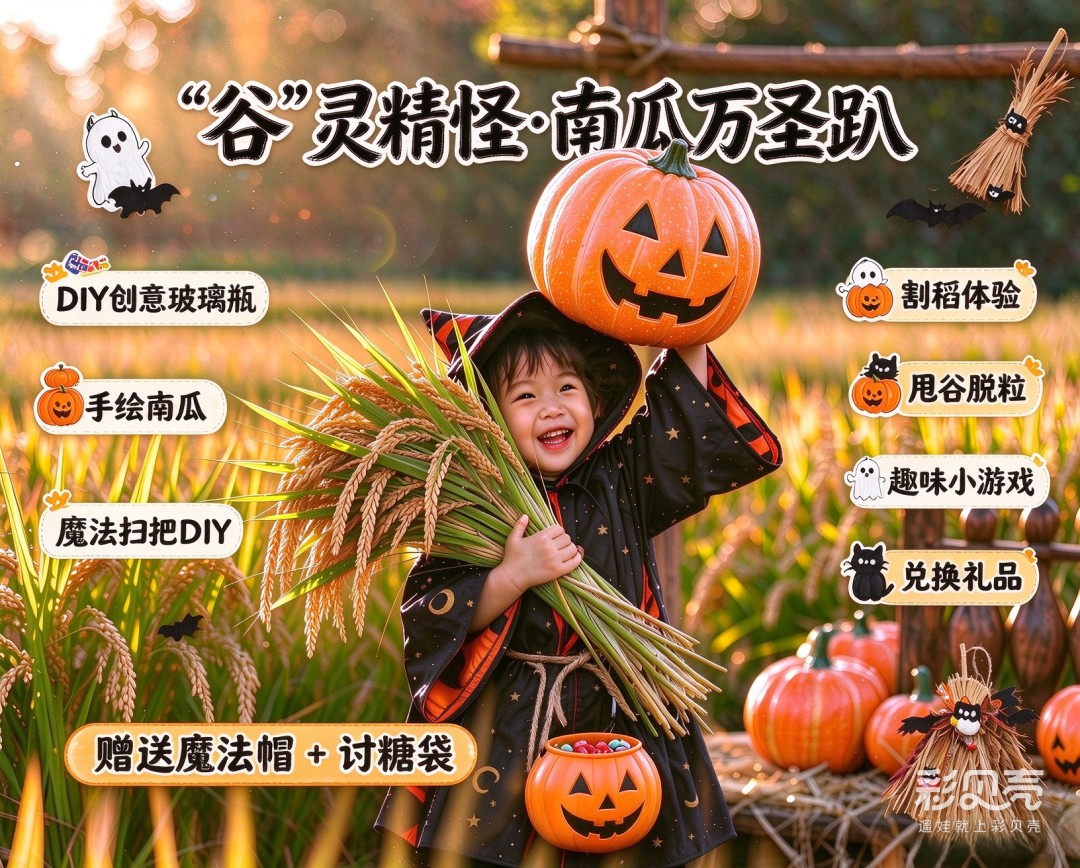 “谷”灵精怪·南瓜万圣趴
DIY创意玻璃瓶
手绘南瓜
魔法扫把DIY
割稻体验
甩谷脱粒
趣味小游戏
兑换礼品
赠送魔法帽 + 讨糖袋
彩贝壳
遛娃就上彩贝壳